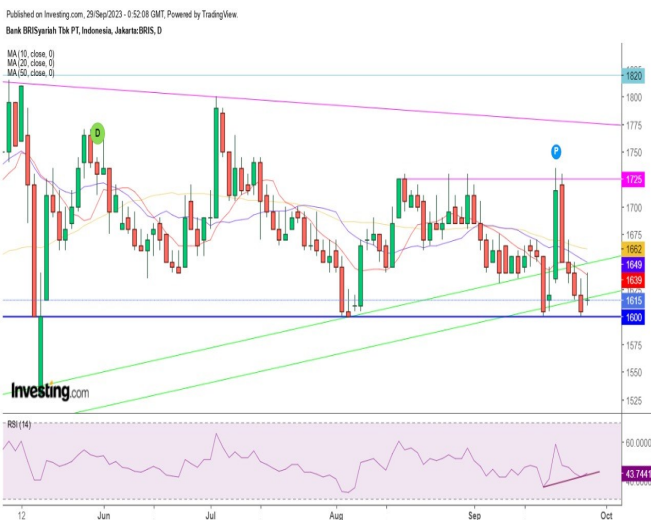 Published on Investing.com, 29/Sep/2023 - 0:52:08 GMT, Powered by TradingView.
Bank BRISyariah Tbk PT, Indonesia, Jakarta:BRIS, D
MA (10, close, 0)
MA (20, close, 0)
MA (50, close, 0)
1820
1800
1775
D
P
1750
1725
1700
1675
1662
1649
1639
1615
1600
1575
1550
1525
Investing.com
RSI (14)
60.0000
43.7441
12
Jun
Jul
Aug
Sep
Oct